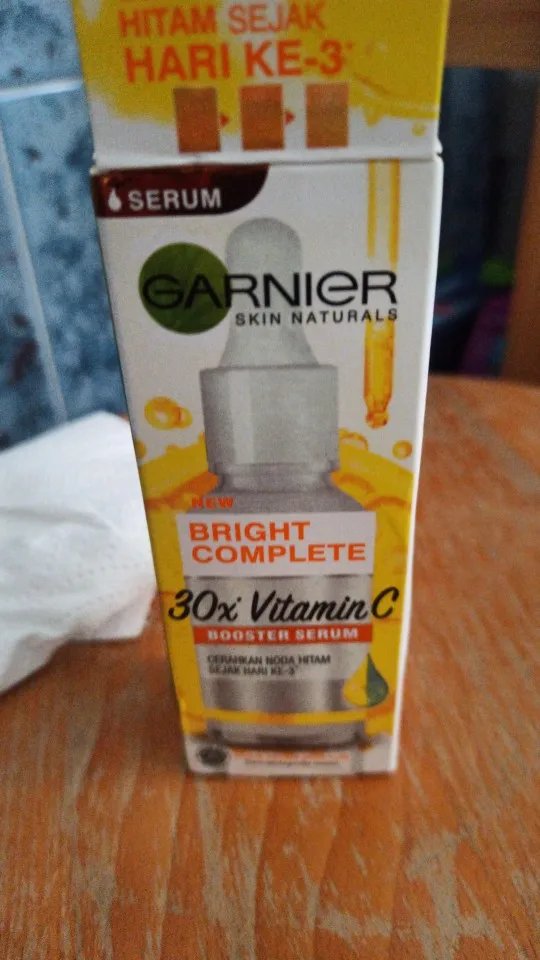 HITAM SEJAK
HARI KE-3*
SERUM
GARNIER
SKIN NATURALS
NEW
BRIGHT
COMPLETE
30x* Vitamin C
BOOSTER SERUM
CERAHKAN NODA HITAM
SEJAK HARI KE-3*